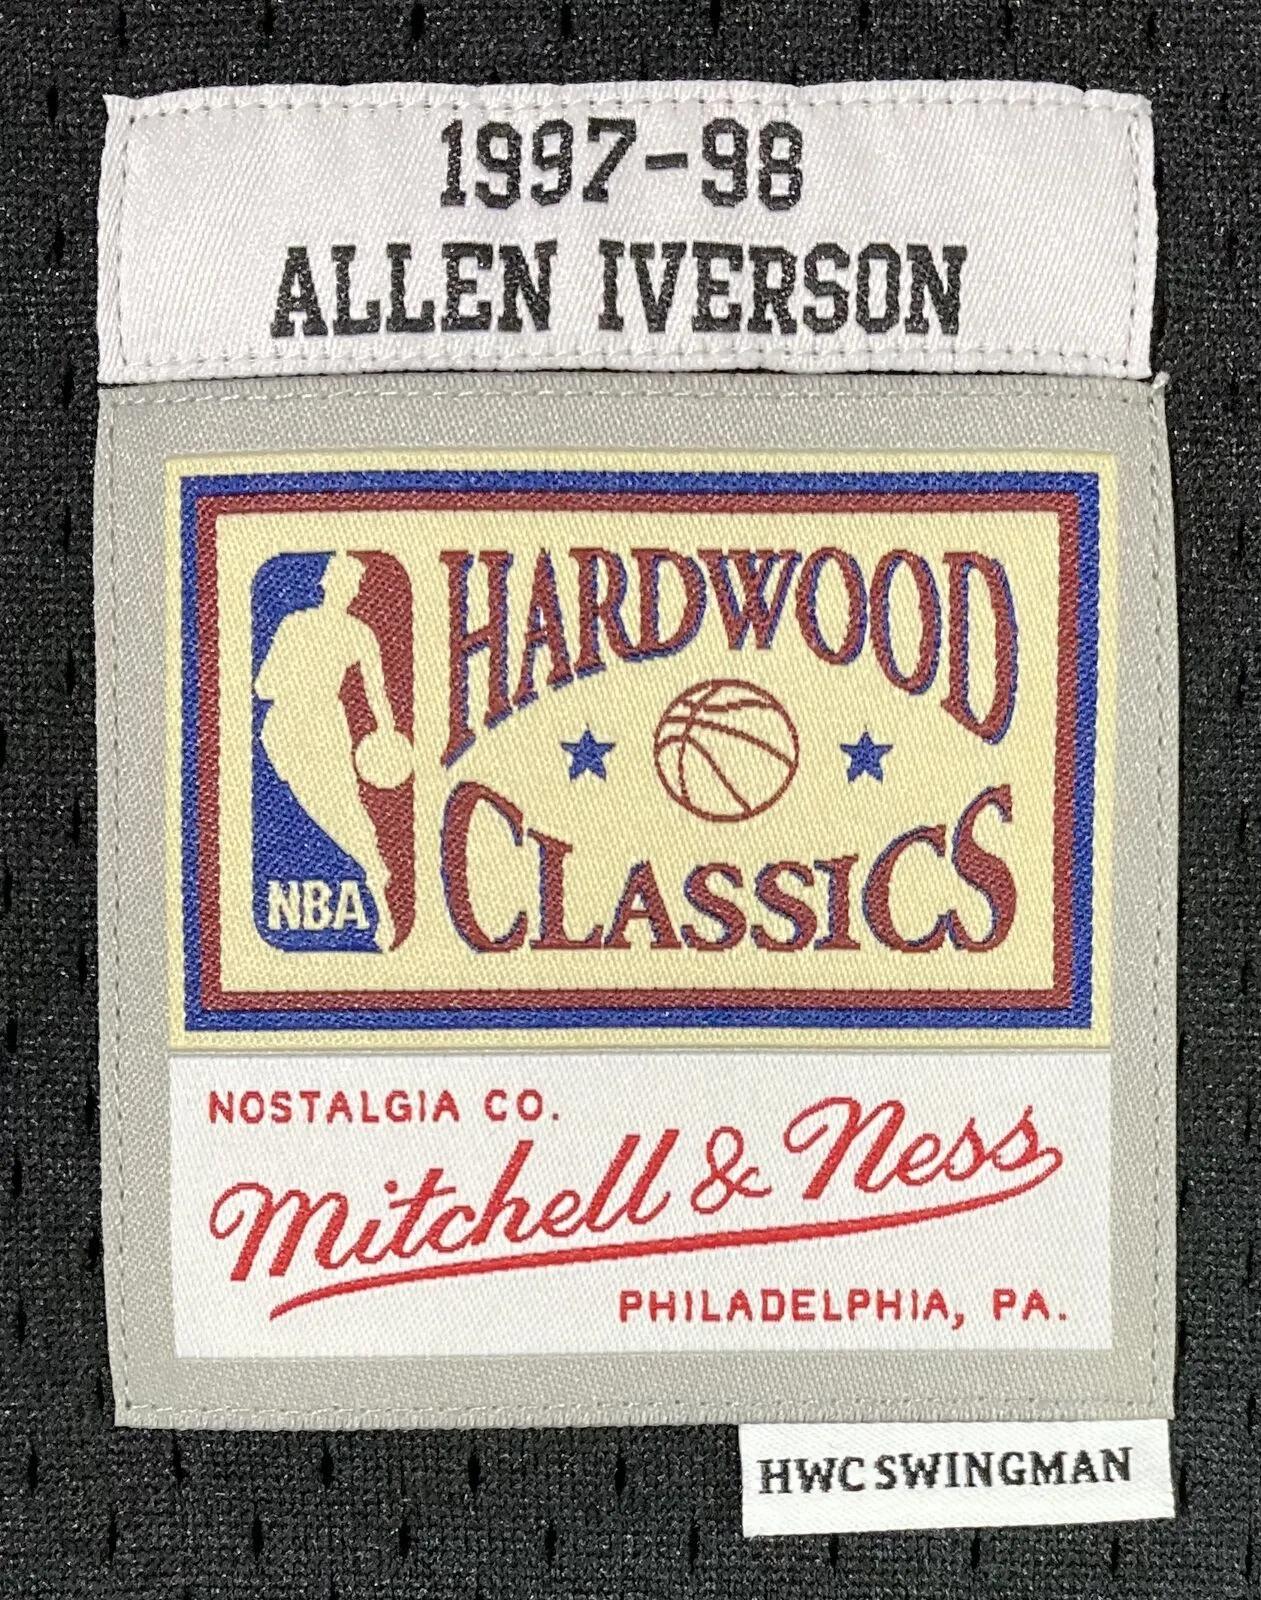 1997-98
ALLEN IVERSON
HARDWOOD
CLASSICS
NBA
NOSTALGIA CO.
Mitchell & Ness
PHILADELPHIA, PA.
HWC SWINGMAN